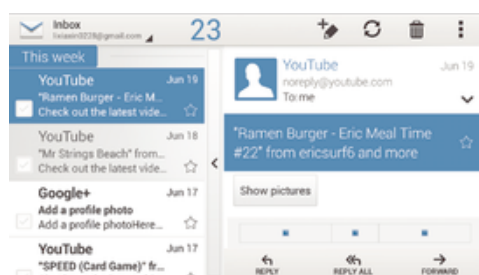 Inbox
23
This week
YouTube Jun 19
"Ramen Burger - Eric M...
Check out the latest vide...
YouTube Jun 18
"Mr Strings Beach" from...
Check out the latest vide...
Google+ Jun 17
Add a profile photo
Add a profile photoHere...
YouTube Jun 17
"SPEED (Card Game)" fr...
YouTube Jun 19
noreply@youtube.com
To: me
"Ramen Burger - Eric Meal Time
#22" from ericsurf6 and more
Show pictures
REPLY
REPLY ALL
FORWARD